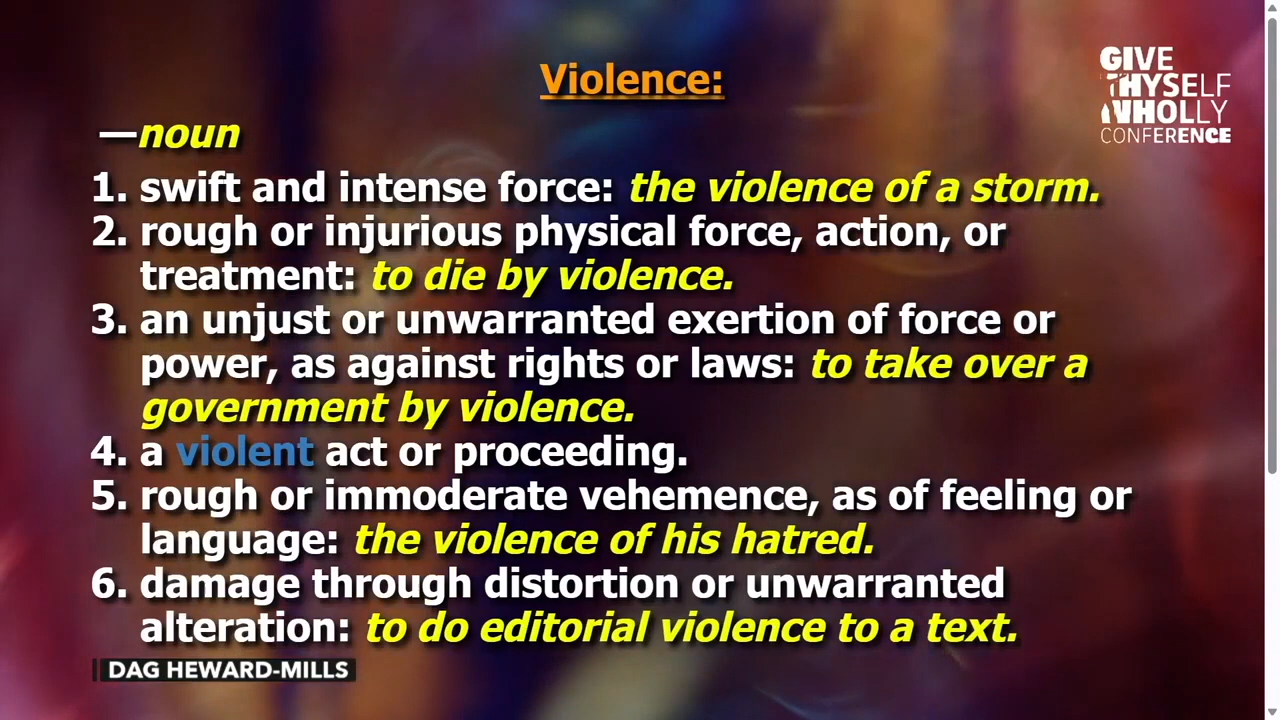 Violence:
GIVE
THYSELF
WHOLLY
CONFERENCE
—noun
1. swift and intense force: the violence of a storm.
2. rough or injurious physical force, action, or
treatment: to die by violence.
3. an unjust or unwarranted exertion of force or
power, as against rights or laws: to take over a
government by violence.
4. a violent act or proceeding.
5. rough or immoderate vehemence, as of feeling or
language: the violence of his hatred.
6. damage through distortion or unwarranted
alteration: to do editorial violence to a text.
DAG HEWARD-MILLS